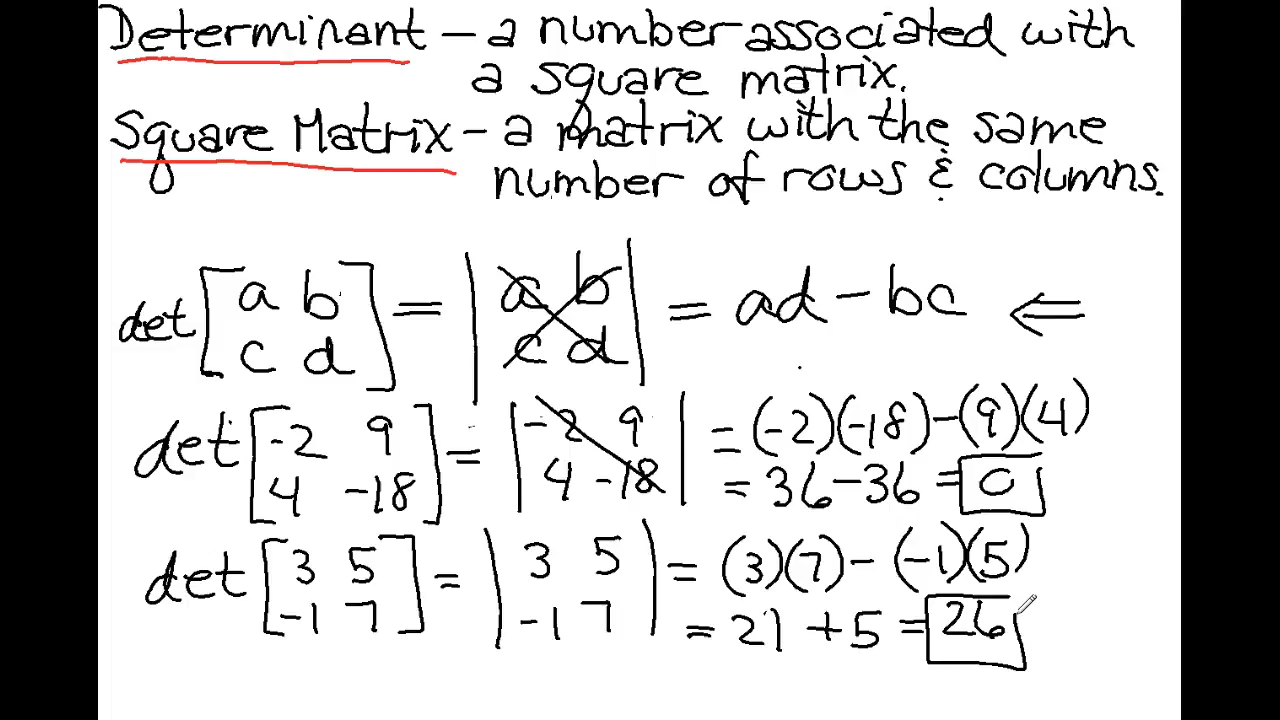 Determinant - a number associated with
a square matrix.
Square Matrix - a matrix with the same
number of rows & columns.
det [a b
c d] = |a b
c d| = ad - bc ⇐
det [-2 9
4 -18] = |-2 9
4 -18| = (-2)(-18) - (9)(4)
= 36 - 36 = 0
det [3 5
-1 7] = |3 5
-1 7| = (3)(7) - (-1)(5)
= 21 + 5 = 26